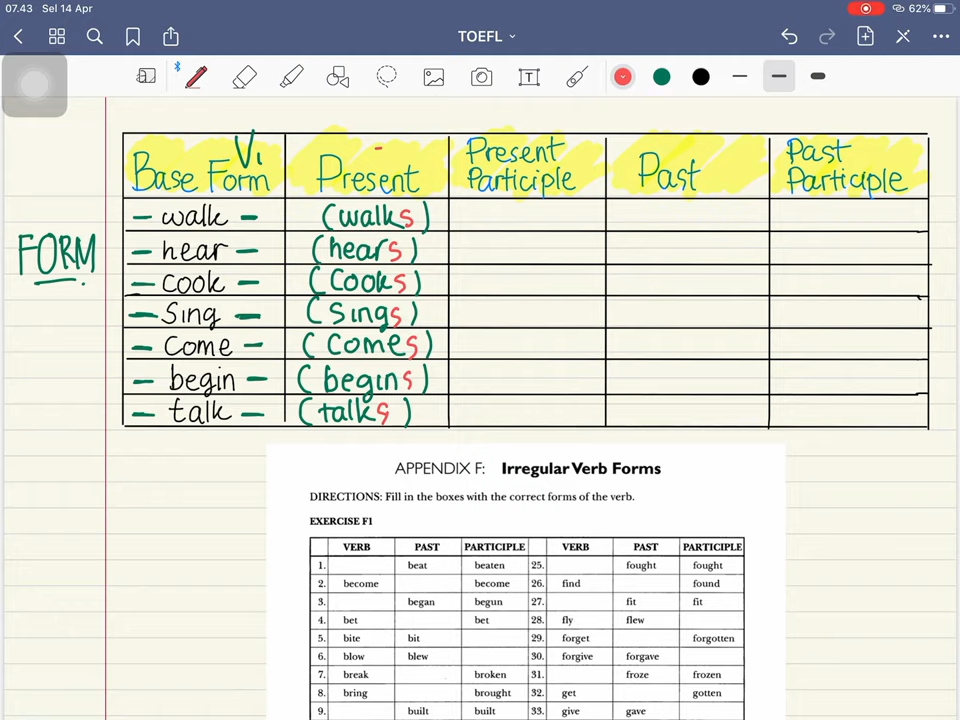 07.43 Sel 14 Apr 62%
TOEFL
Base Form V1 Present Present Participle Past Past Participle
FORM
– walk – (walks)
– hear – (hears)
– cook – (Cooks)
– Sing – (Sings)
– Come – (Comes)
– begin – (begins)
– talk – (talks)
APPENDIX F: Irregular Verb Forms
DIRECTIONS: Fill in the boxes with the correct forms of the verb.
EXERCISE F1
VERB PAST PARTICIPLE VERB PAST PARTICIPLE
1. beat beaten 25. fought fought
2. become become 26. find found
3. began begun 27. fit fit
4. bet bet 28. fly flew
5. bite bit 29. forget forgotten
6. blow blew 30. forgive forgave
7. break broken 31. froze frozen
8. bring brought 32. get gotten
9. built built 33. give gave